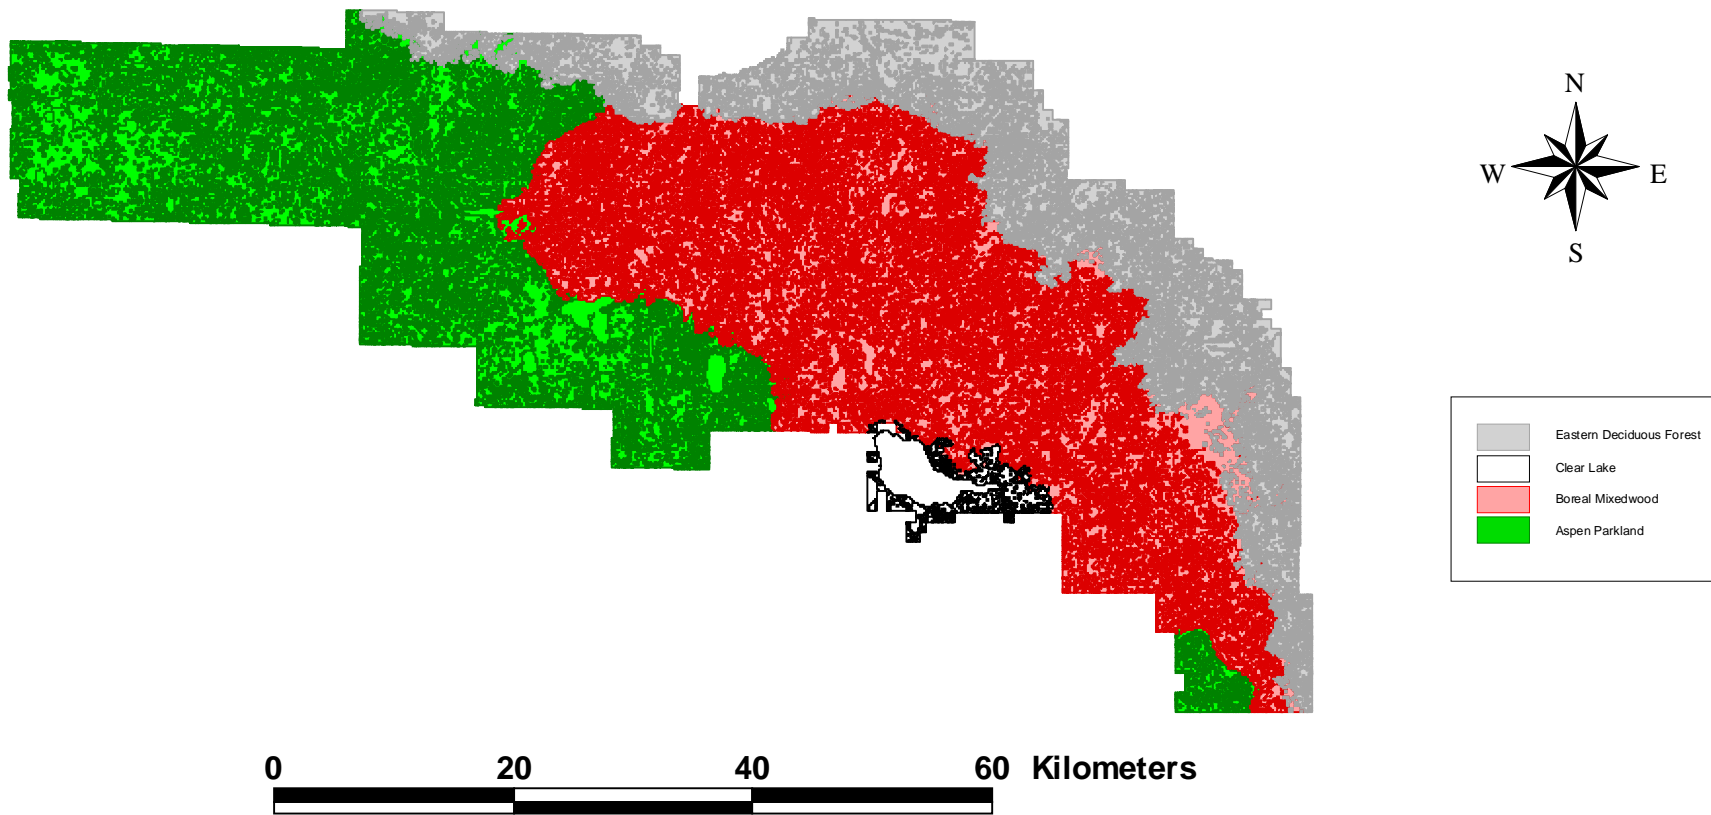 N
W E
S
Eastern Deciduous Forest
Clear Lake
Boreal Mixedwood
Aspen Parkland
0 20 40 60 Kilometers